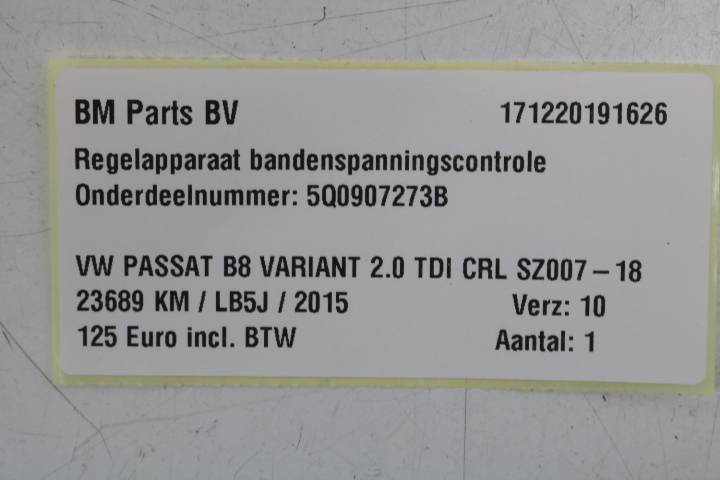 BM Parts BV 171220191626
Regelapparaat bandenspanningscontrole
Onderdeelnummer: 5Q0907273B
VW PASSAT B8 VARIANT 2.0 TDI CRL SZ007-18
23689 KM / LB5J / 2015 Verz: 10
125 Euro incl. BTW Aantal: 1